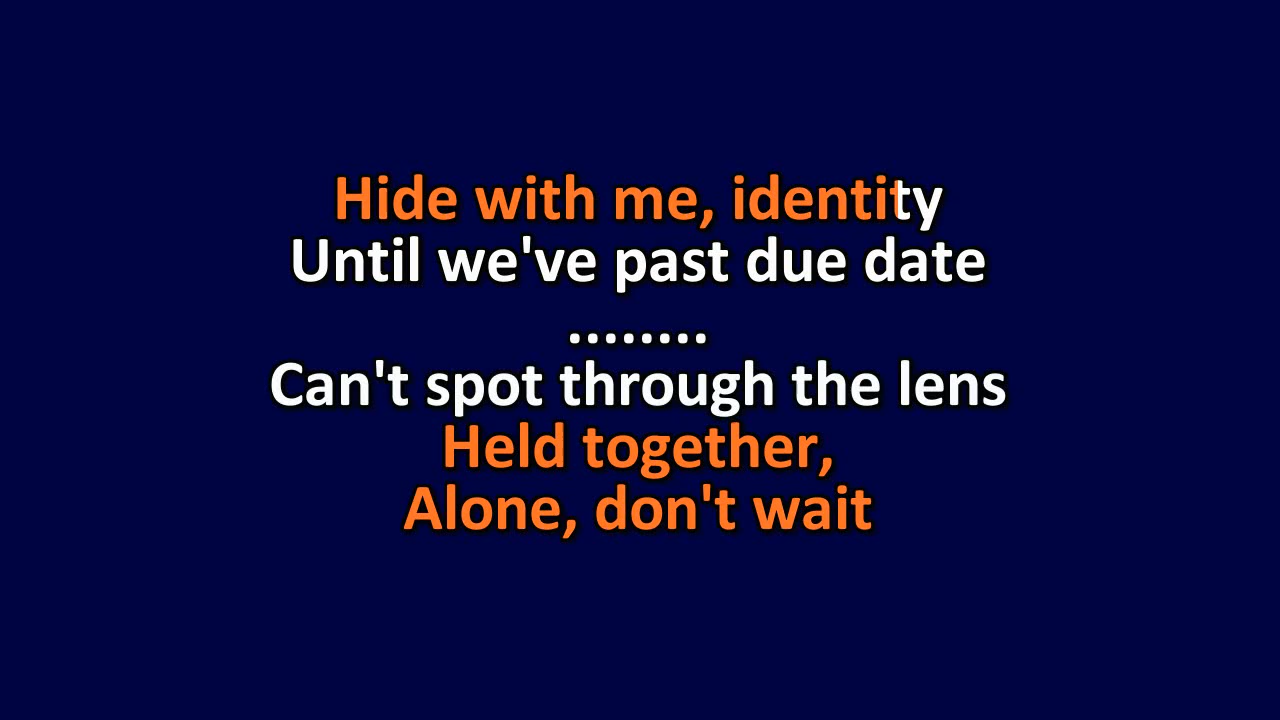 Hide with me, identity
Until we've past due date
........
Can't spot through the lens
Held together,
Alone, don't wait